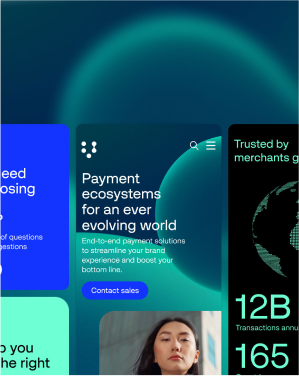 eed
osing
?
of questions
gestions
p you
he right
Payment
ecosystems
for an ever
evolving world
End-to-end payment solutions
to streamline your brand
experience and boost your
bottom line.
Contact sales
Trusted by
merchants g
12B
Transactions annu
165